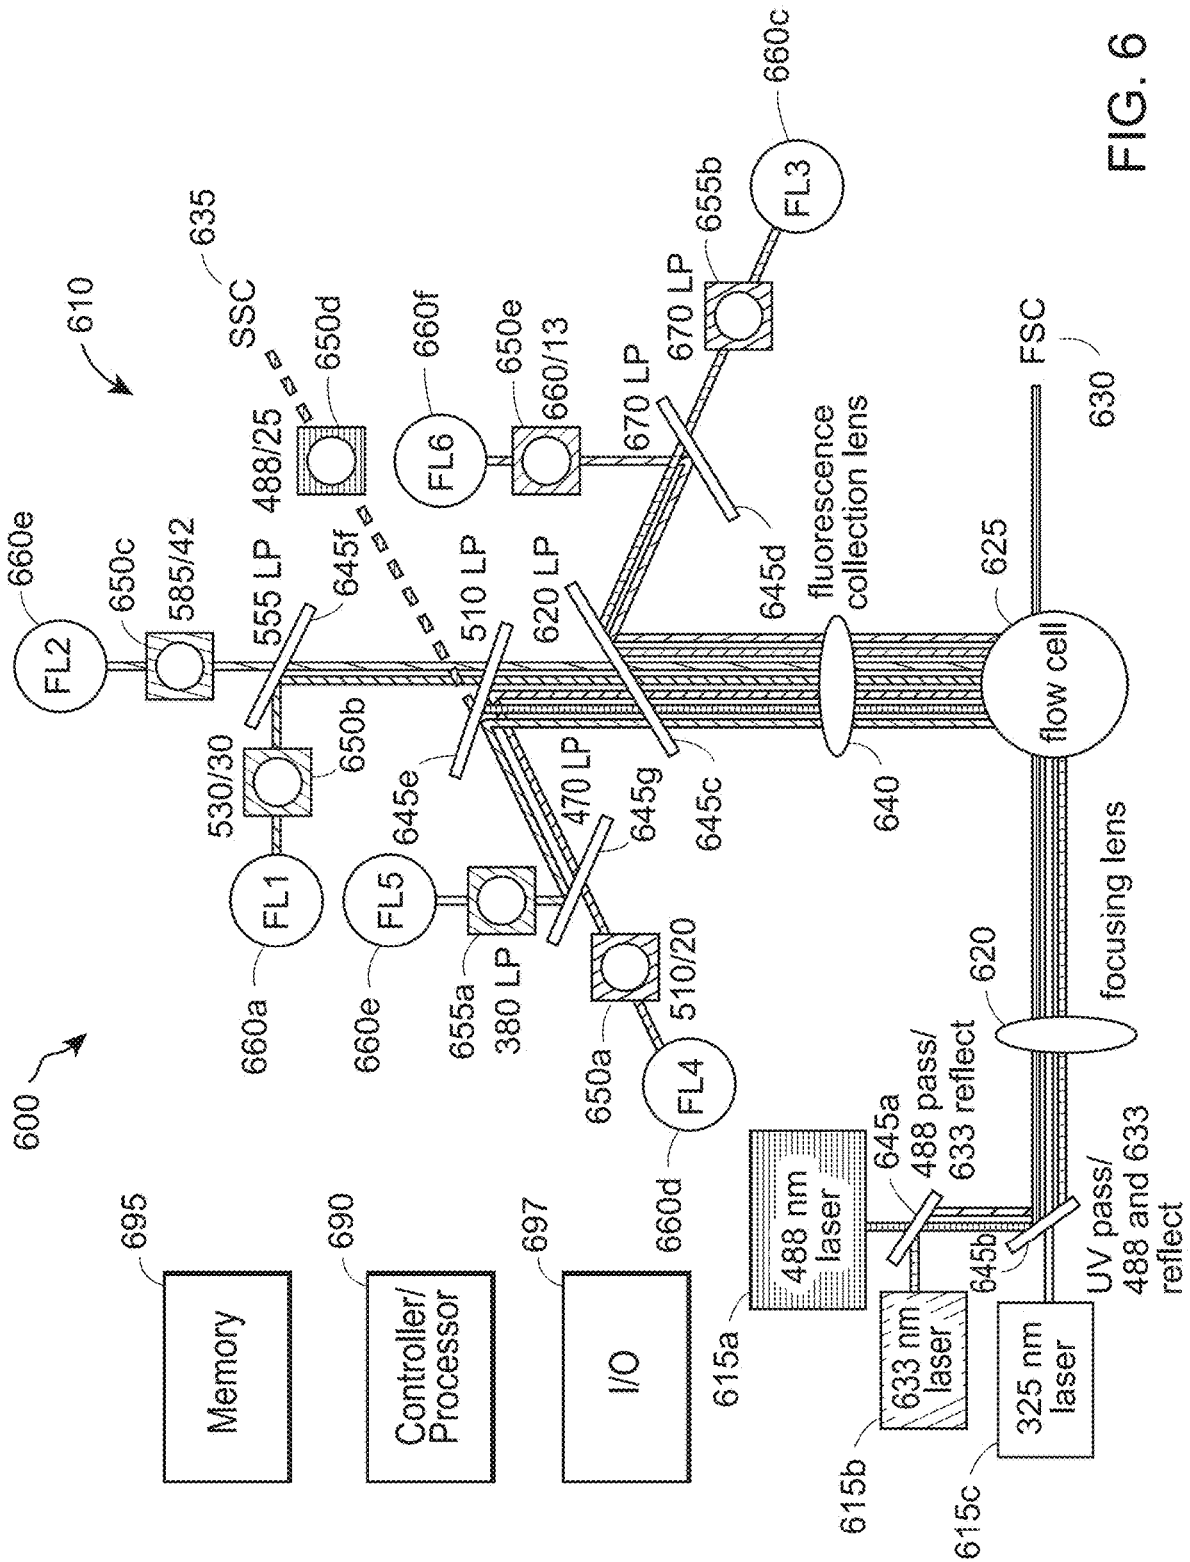 600
610
695
Memory
690
Controller/
Processor
697
I/O
660e
FL2
650c
585/42
555 LP
645f
530/30
650b
FL1
660a
488/25
650d
SSC
635
FL5
660e
655a
380 LP
645e
510 LP
470 LP
645g
510/20
650a
FL4
660d
620 LP
645c
FL6
660f
650e
660/13
670 LP
645d
670 LP
655b
FL3
660c
fluorescence
collection lens
640
flow cell
625
FSC
630
focusing lens
620
488 nm
laser
615a
645a
488 pass/
633 reflect
633 nm
laser
615b
645b
UV pass/
488 and 633
reflect
325 nm
laser
615c
FIG. 6